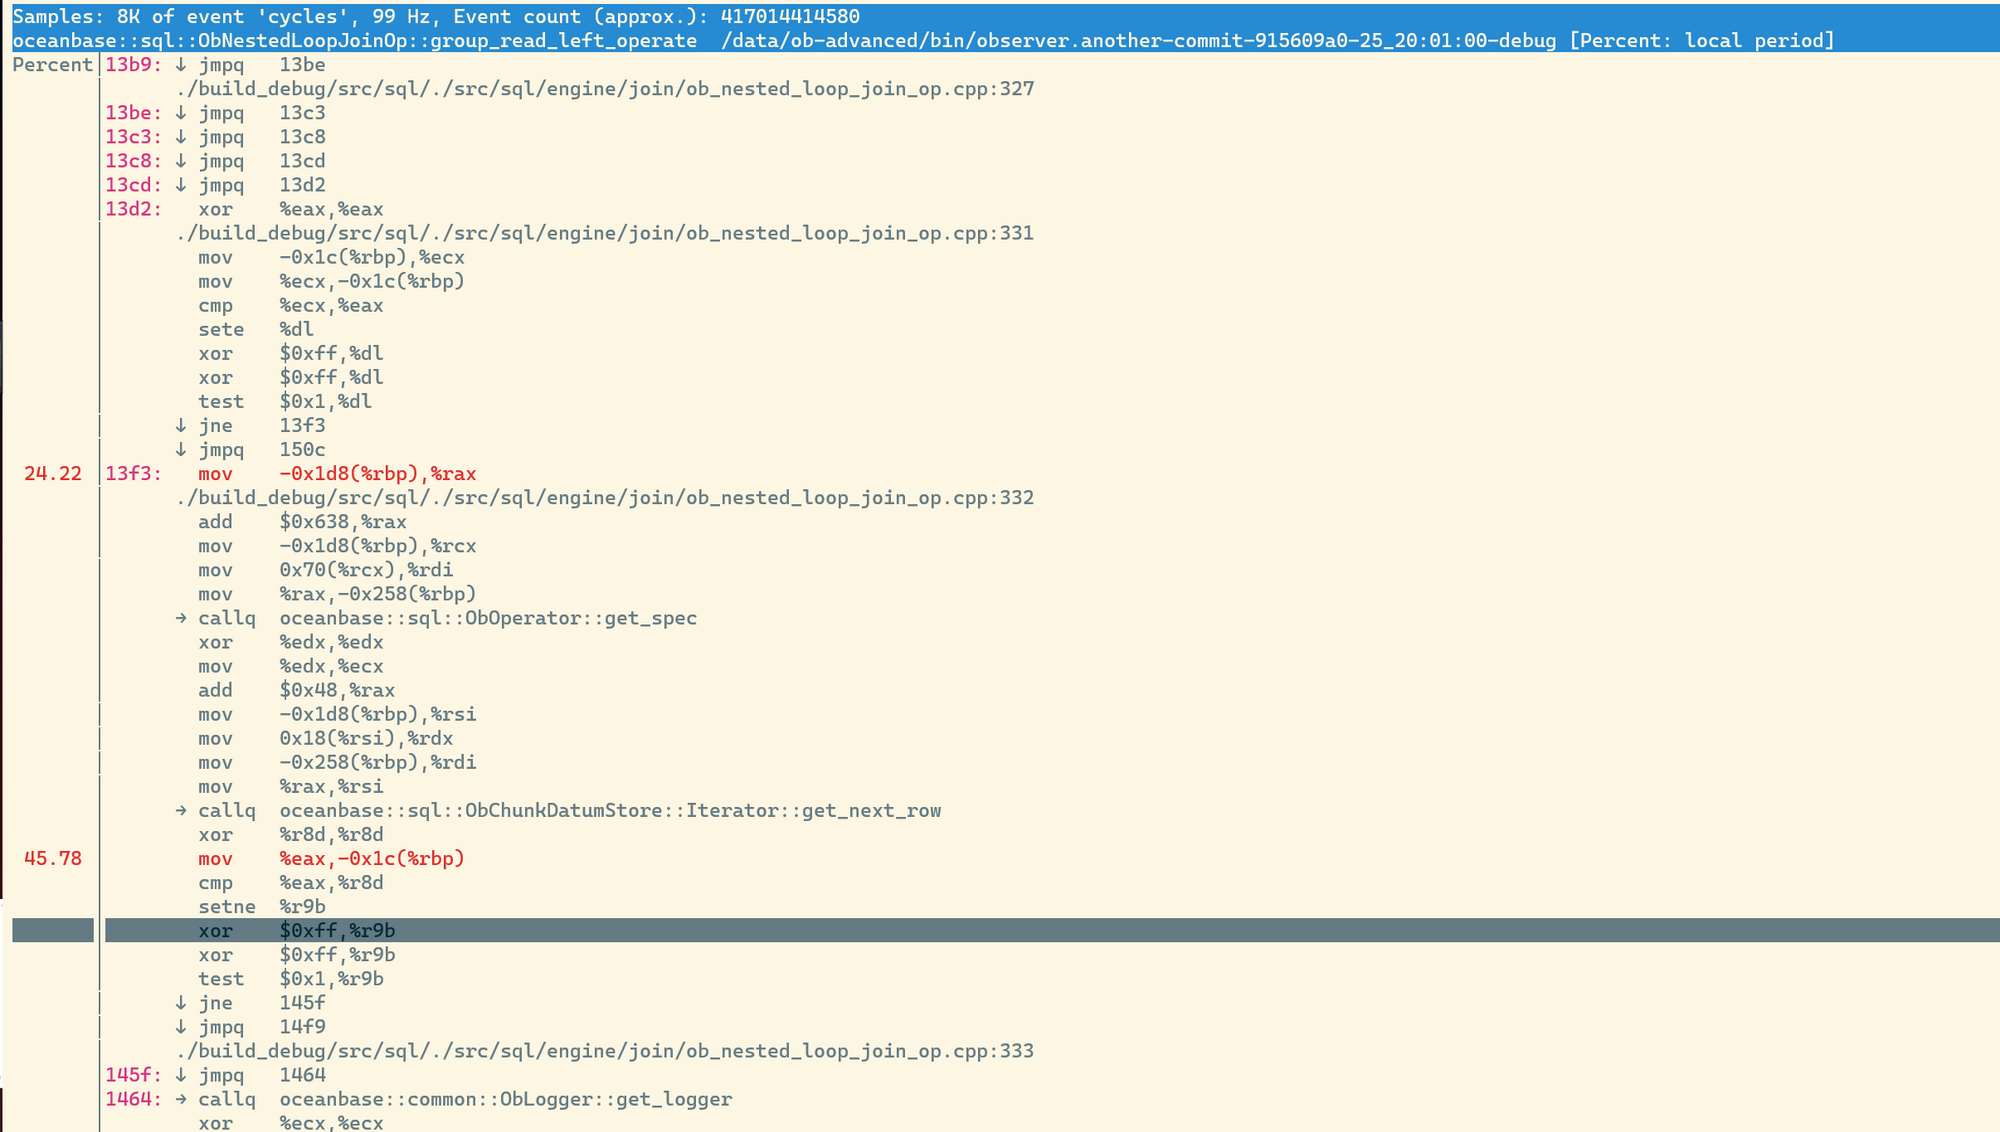 Samples: 8K of event 'cycles', 99 Hz, Event count (approx.): 417014414580
oceanbase::sql::ObNestedLoopJoinOp::group_read_left_operate  /data/ob-advanced/bin/observer.another-commit-915609a0-25_20:01:00-debug [Percent: local period]
Percent│13b9: ↓ jmpq   13be
./build_debug/src/sql/./src/sql/engine/join/ob_nested_loop_join_op.cpp:327
13be: ↓ jmpq   13c3
13c3: ↓ jmpq   13c8
13c8: ↓ jmpq   13cd
13cd: ↓ jmpq   13d2
13d2:   xor    %eax,%eax
./build_debug/src/sql/./src/sql/engine/join/ob_nested_loop_join_op.cpp:331
mov    -0x1c(%rbp),%ecx
mov    %ecx,-0x1c(%rbp)
cmp    %ecx,%eax
sete   %dl
xor    $0xff,%dl
xor    $0xff,%dl
test   $0x1,%dl
↓ jne    13f3
↓ jmpq   150c
24.22 │13f3:   mov    -0x1d8(%rbp),%rax
./build_debug/src/sql/./src/sql/engine/join/ob_nested_loop_join_op.cpp:332
add    $0x638,%rax
mov    -0x1d8(%rbp),%rcx
mov    0x70(%rcx),%rdi
mov    %rax,-0x258(%rbp)
→ callq  oceanbase::sql::ObOperator::get_spec
xor    %edx,%edx
mov    %edx,%ecx
add    $0x48,%rax
mov    -0x1d8(%rbp),%rsi
mov    0x18(%rsi),%rdx
mov    -0x258(%rbp),%rdi
mov    %rax,%rsi
→ callq  oceanbase::sql::ObChunkDatumStore::Iterator::get_next_row
xor    %r8d,%r8d
45.78 │ mov    %eax,-0x1c(%rbp)
cmp    %eax,%r8d
setne  %r9b
xor    $0xff,%r9b
xor    $0xff,%r9b
test   $0x1,%r9b
↓ jne    145f
↓ jmpq   14f9
./build_debug/src/sql/./src/sql/engine/join/ob_nested_loop_join_op.cpp:333
145f: ↓ jmpq   1464
1464: → callq  oceanbase::common::ObLogger::get_logger
xor    %ecx,%ecx